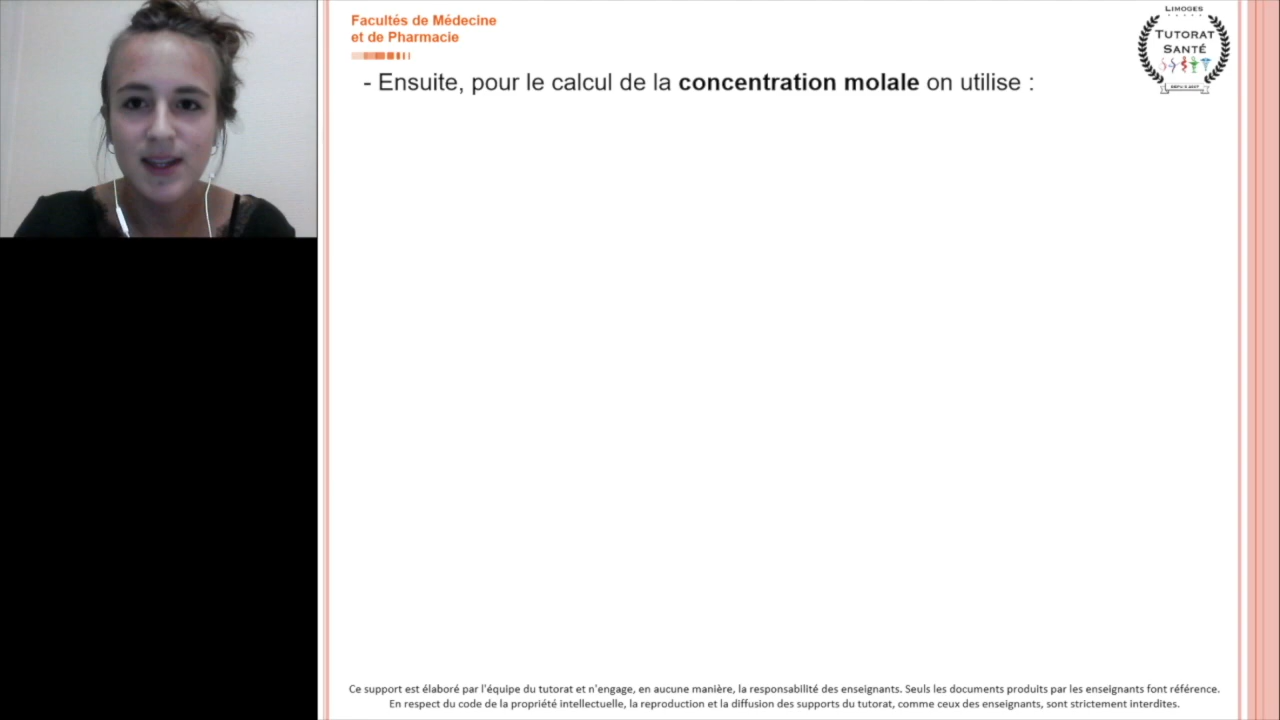 Facultés de Médecine
et de Pharmacie
LIMOGES
TUTORAT
SANTÉ
- Ensuite, pour le calcul de la concentration molale on utilise :
Ce support est élaboré par l'équipe du tutorat et n'engage, en aucune manière, la responsabilité des enseignants. Seuls les documents produits par les enseignants font référence.
En respect du code de la propriété intellectuelle, la reproduction et la diffusion des supports du tutorat, comme ceux des enseignants, sont strictement interdites.